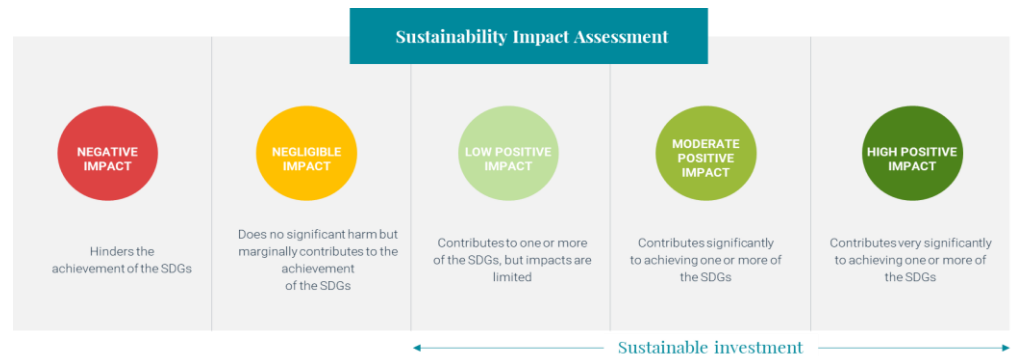 Sustainability Impact Assessment
NEGATIVE
IMPACT
Hinders the
achievement of the SDGs
NEGLIGIBLE
IMPACT
Does no significant harm but
marginally contributes to the
achievement
of the SDGs
LOW POSITIVE
IMPACT
Contributes to one or more
of the SDGs, but impacts are
limited
MODERATE
POSITIVE
IMPACT
Contributes significantly
to achieving one or more of
the SDGs
HIGH POSITIVE
IMPACT
Contributes very significantly
to achieving one or more of
the SDGs
Sustainable investment